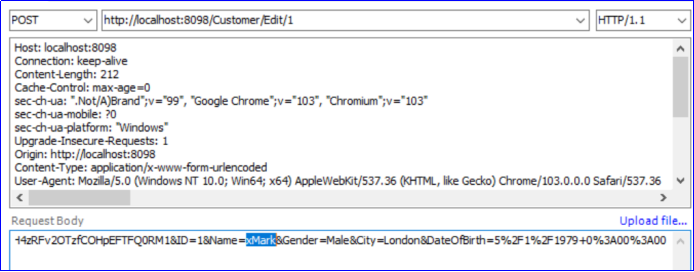 POST http://localhost:8098/Customer/Edit/1 HTTP/1.1
Host: localhost:8098
Connection: keep-alive
Content-Length: 212
Cache-Control: max-age=0
sec-ch-ua: ".Not/A)Brand";v="99", "Google Chrome";v="103", "Chromium";v="103"
sec-ch-ua-mobile: ?0
sec-ch-ua-platform: "Windows"
Upgrade-Insecure-Requests: 1
Origin: http://localhost:8098
Content-Type: application/x-www-form-urlencoded
User-Agent: Mozilla/5.0 (Windows NT 10.0; Win64; x64) AppleWebKit/537.36 (KHTML, like Gecko) Chrome/103.0.0.0 Safari/537.36
Request Body Upload file...
H4zRFv2OTzfCOHpEFTFQ0RM1&ID=1&Name=xMark&Gender=Male&City=London&DateOfBirth=5%2F1%2F1979+0%3A00%3A00